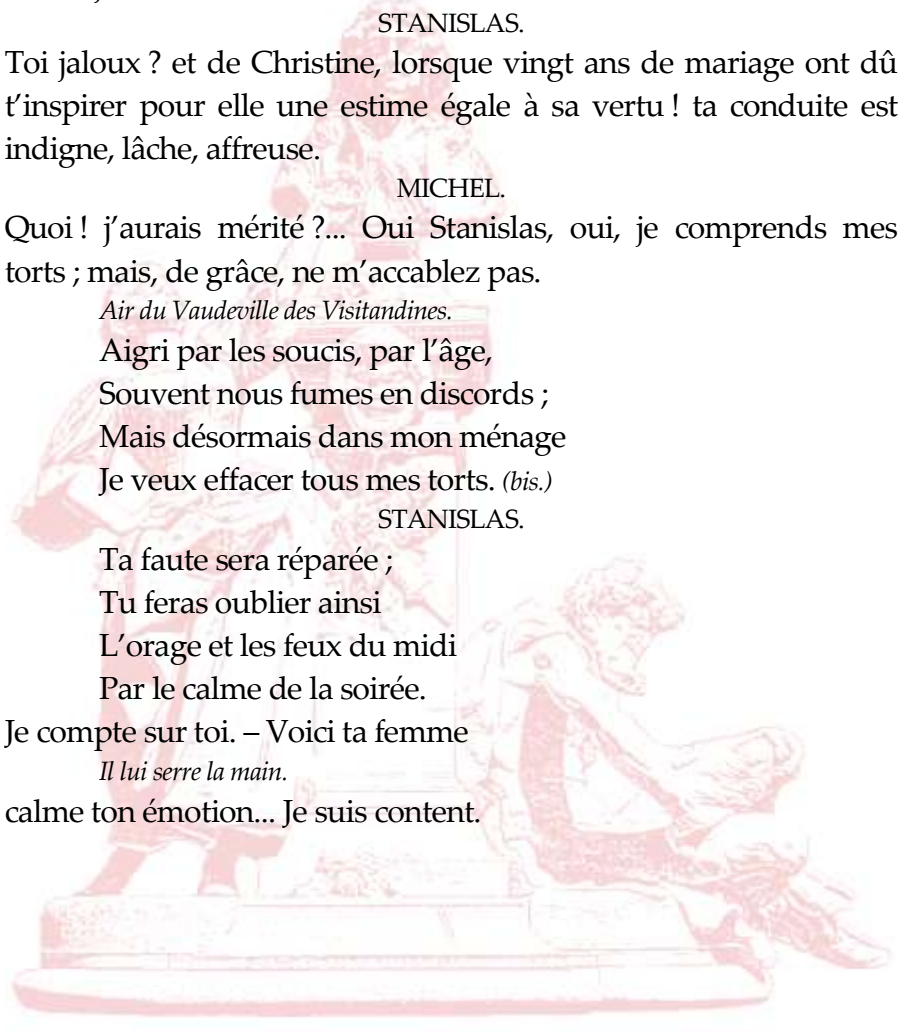 STANISLAS.
Toi jaloux ? et de Christine, lorsque vingt ans de mariage ont dû
t’inspirer pour elle une estime égale à sa vertu ! ta conduite est
indigne, lâche, affreuse.
MICHEL.
Quoi ! j’aurais mérité ?... Oui Stanislas, oui, je comprends mes
torts ; mais, de grâce, ne m’accablez pas.
Air du Vaudeville des Visitandines.
Aigri par les soucis, par l’âge,
Souvent nous fumes en discords ;
Mais désormais dans mon ménage
Je veux effacer tous mes torts. (bis.)
STANISLAS.
Ta faute sera réparée ;
Tu feras oublier ainsi
L’orage et les feux du midi
Par le calme de la soirée.
Je compte sur toi. – Voici ta femme
Il lui serre la main.
calme ton émotion... Je suis content.